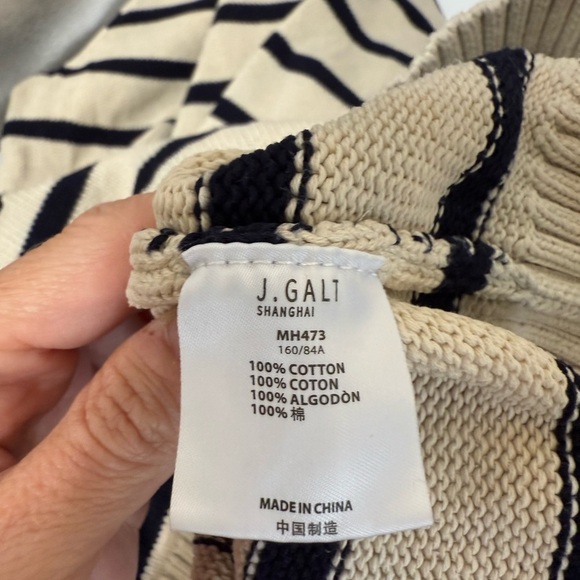 J.GALT
SHANGHAI
MH473
160/84A
100% COTTON
100% COTON
100% ALGODÒN
100% 棉
MADE IN CHINA
中国制造